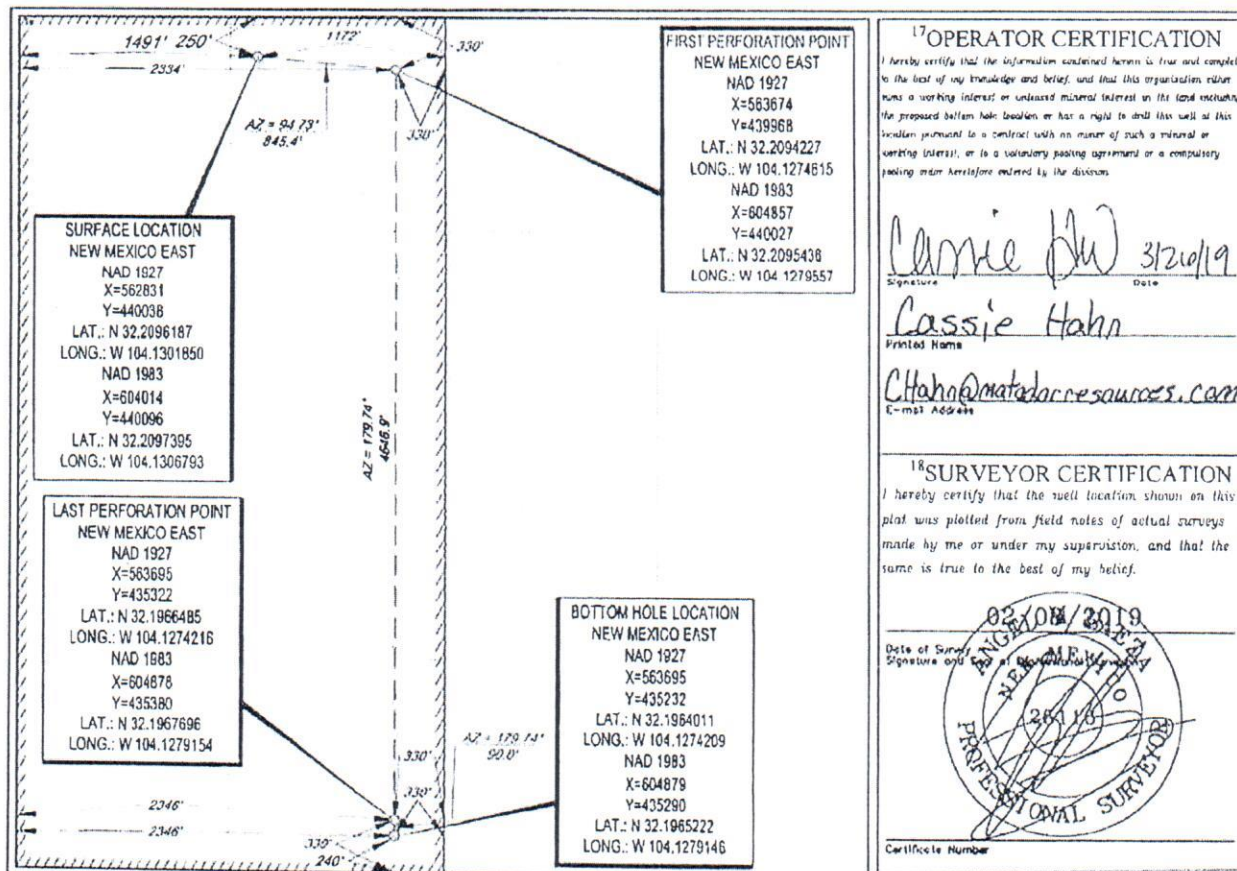 1491' 250'
1172'
330'
2334'
AZ = 94.73°
845.4'
330'
FIRST PERFORATION POINT
NEW MEXICO EAST
NAD 1927
X=563674
Y=439968
LAT.: N 32.2094227
LONG.: W 104.1274615
NAD 1983
X=604857
Y=440027
LAT.: N 32.2095436
LONG.: W 104.1279557
SURFACE LOCATION
NEW MEXICO EAST
NAD 1927
X=562831
Y=440038
LAT.: N 32.2096187
LONG.: W 104.1301850
NAD 1983
X=604014
Y=440096
LAT.: N 32.2097395
LONG.: W 104.1306793
AZ = 179.74°
4646.9'
LAST PERFORATION POINT
NEW MEXICO EAST
NAD 1927
X=563695
Y=435322
LAT.: N 32.1966485
LONG.: W 104.1274216
NAD 1983
X=604878
Y=435380
LAT.: N 32.1967696
LONG.: W 104.1279154
BOTTOM HOLE LOCATION
NEW MEXICO EAST
NAD 1927
X=563695
Y=435232
LAT.: N 32.1964011
LONG.: W 104.1274209
NAD 1983
X=604879
Y=435290
LAT.: N 32.1965222
LONG.: W 104.1279146
AZ = 179.74°
90.0'
330'
330'
2346'
2346'
330'
240'
17 OPERATOR CERTIFICATION
I hereby certify that the information contained herein is true and complete
to the best of my knowledge and belief, and that this organization either
owns a working interest or unleased mineral interest in the land including
the proposed bottom hole location or has a right to drill this well at this
location pursuant to a contract with an owner of such a mineral or
working interest, or to a voluntary pooling agreement or a compulsory
pooling order heretofore entered by the division.
3/26/19
Signature Date
Cassie Hahn
Printed Name
CHahn@matadorresources.com
E-mail Address
18 SURVEYOR CERTIFICATION
I hereby certify that the well location shown on this
plat was plotted from field notes of actual surveys
made by me or under my supervision, and that the
same is true to the best of my belief.
Date of Survey
Signature and Seal of Professional Surveyor
NEW MEXICO
PROFESSIONAL SURVEYOR
Certificate Number